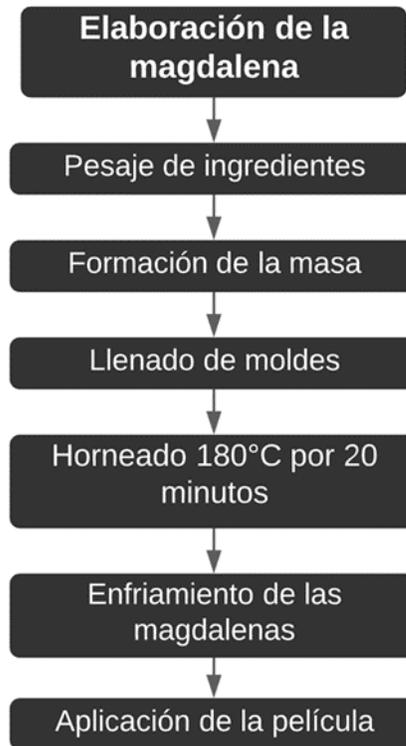 Elaboración de la
magdalena
Pesaje de ingredientes
Formación de la masa
Llenado de moldes
Horneado 180°C por 20
minutos
Enfriamiento de las
magdalenas
Aplicación de la película